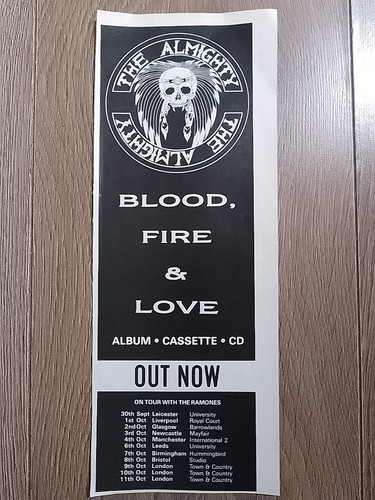 THE ALMIGHTY
THE ALMIGHTY
BLOOD,
FIRE
&
LOVE
ALBUM • CASSETTE • CD
OUT NOW
ON TOUR WITH THE RAMONES
30th Sept Leicester University
1st Oct Liverpool Royal Court
2nd Oct Glasgow Barrowlands
3rd Oct Newcastle Mayfair
4th Oct Manchester International 2
6th Oct Leeds University
7th Oct Birmingham Hummingbird
8th Oct Bristol Studio
9th Oct London Town & Country
10th Oct London Town & Country
11th Oct London Town & Country